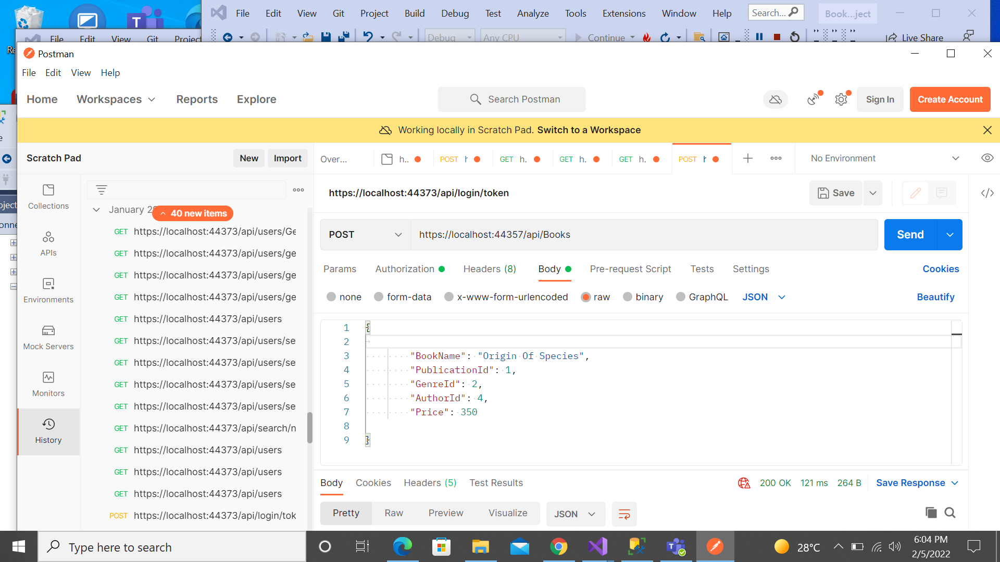 File Edit View Git Project Build Debug Test Analyze Tools Extensions Window Help Search... Book...ject
File Edit View Git Project
Debug Any CPU Continue Live Share
Re
Postman
File Edit View Help
Home Workspaces Reports Explore Search Postman Sign In Create Account
Working locally in Scratch Pad. Switch to a Workspace
Scratch Pad New Import
Over... h.. POST h GET h. GET h. GET h. POST h No Environment
https://localhost:44373/api/login/token Save
POST https://localhost:44357/api/Books Send
Params Authorization Headers (8) Body Pre-request Script Tests Settings Cookies
none form-data x-www-form-urlencoded raw binary GraphQL JSON Beautify
Collections
APIs
Environments
Mock Servers
Monitors
History
January 2
40 new items
GET https://localhost:44373/api/users/Ge
GET https://localhost:44373/api/users/ge
GET https://localhost:44373/api/users/ge
GET https://localhost:44373/api/users/ge
GET https://localhost:44373/api/users
GET https://localhost:44373/api/users/se
GET https://localhost:44373/api/users/se
GET https://localhost:44373/api/users/se
GET https://localhost:44373/api/users/se
GET https://localhost:44373/api/search/n
GET https://localhost:44373/api/users
GET https://localhost:44373/api/users
GET https://localhost:44373/api/users
POST https://localhost:44373/api/login/tok
1 {
2
3 "BookName": "Origin Of Species",
4 "PublicationId": 1,
5 "GenreId": 2,
6 "AuthorId": 4,
7 "Price": 350
8
9 }
Body Cookies Headers (5) Test Results 200 OK 121 ms 264 B Save Response
Pretty Raw Preview Visualize JSON
Type here to search
28°C
6:04 PM
2/5/2022